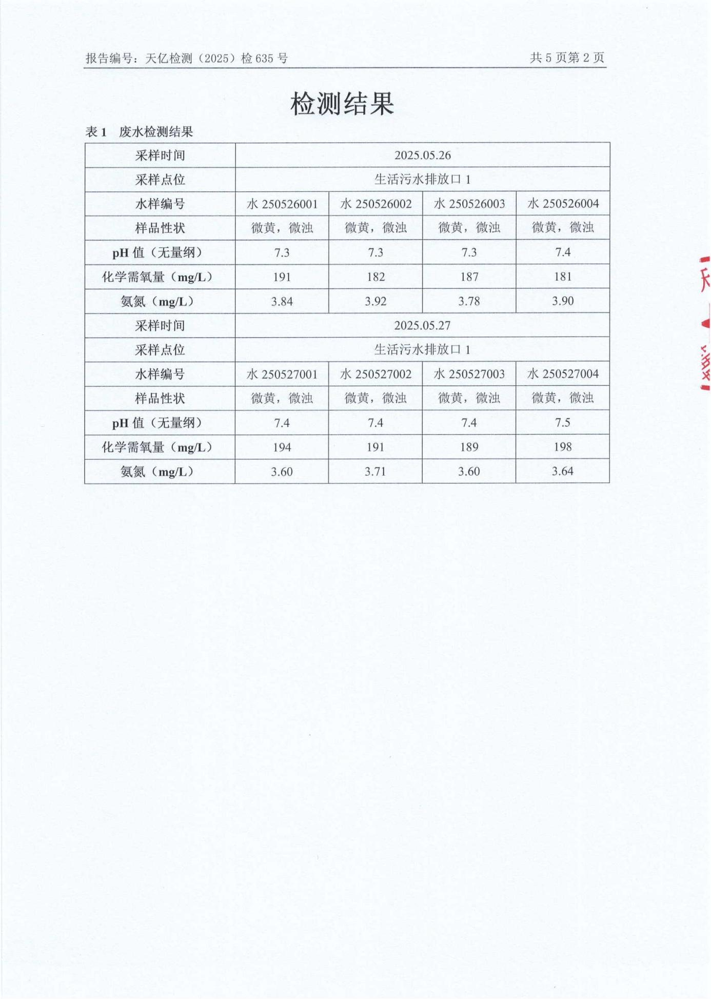 报告编号：天亿检测（2025）检 635 号 共 5 页第 2 页
检测结果
表 1 废水检测结果
采样时间 2025.05.26
采样点位 生活污水排放口 1
水样编号 水 250526001 水 250526002 水 250526003 水 250526004
样品性状 微黄，微浊 微黄，微浊 微黄，微浊 微黄，微浊
pH 值（无量纲） 7.3 7.3 7.3 7.4
化学需氧量（mg/L） 191 182 187 181
氨氮（mg/L） 3.84 3.92 3.78 3.90
采样时间 2025.05.27
采样点位 生活污水排放口 1
水样编号 水 250527001 水 250527002 水 250527003 水 250527004
样品性状 微黄，微浊 微黄，微浊 微黄，微浊 微黄，微浊
pH 值（无量纲） 7.4 7.4 7.4 7.5
化学需氧量（mg/L） 194 191 189 198
氨氮（mg/L） 3.60 3.71 3.60 3.64